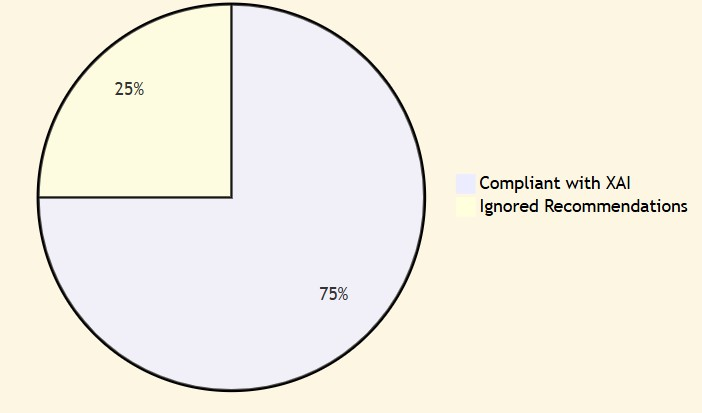 25%
75%
Compliant with XAI
Ignored Recommendations